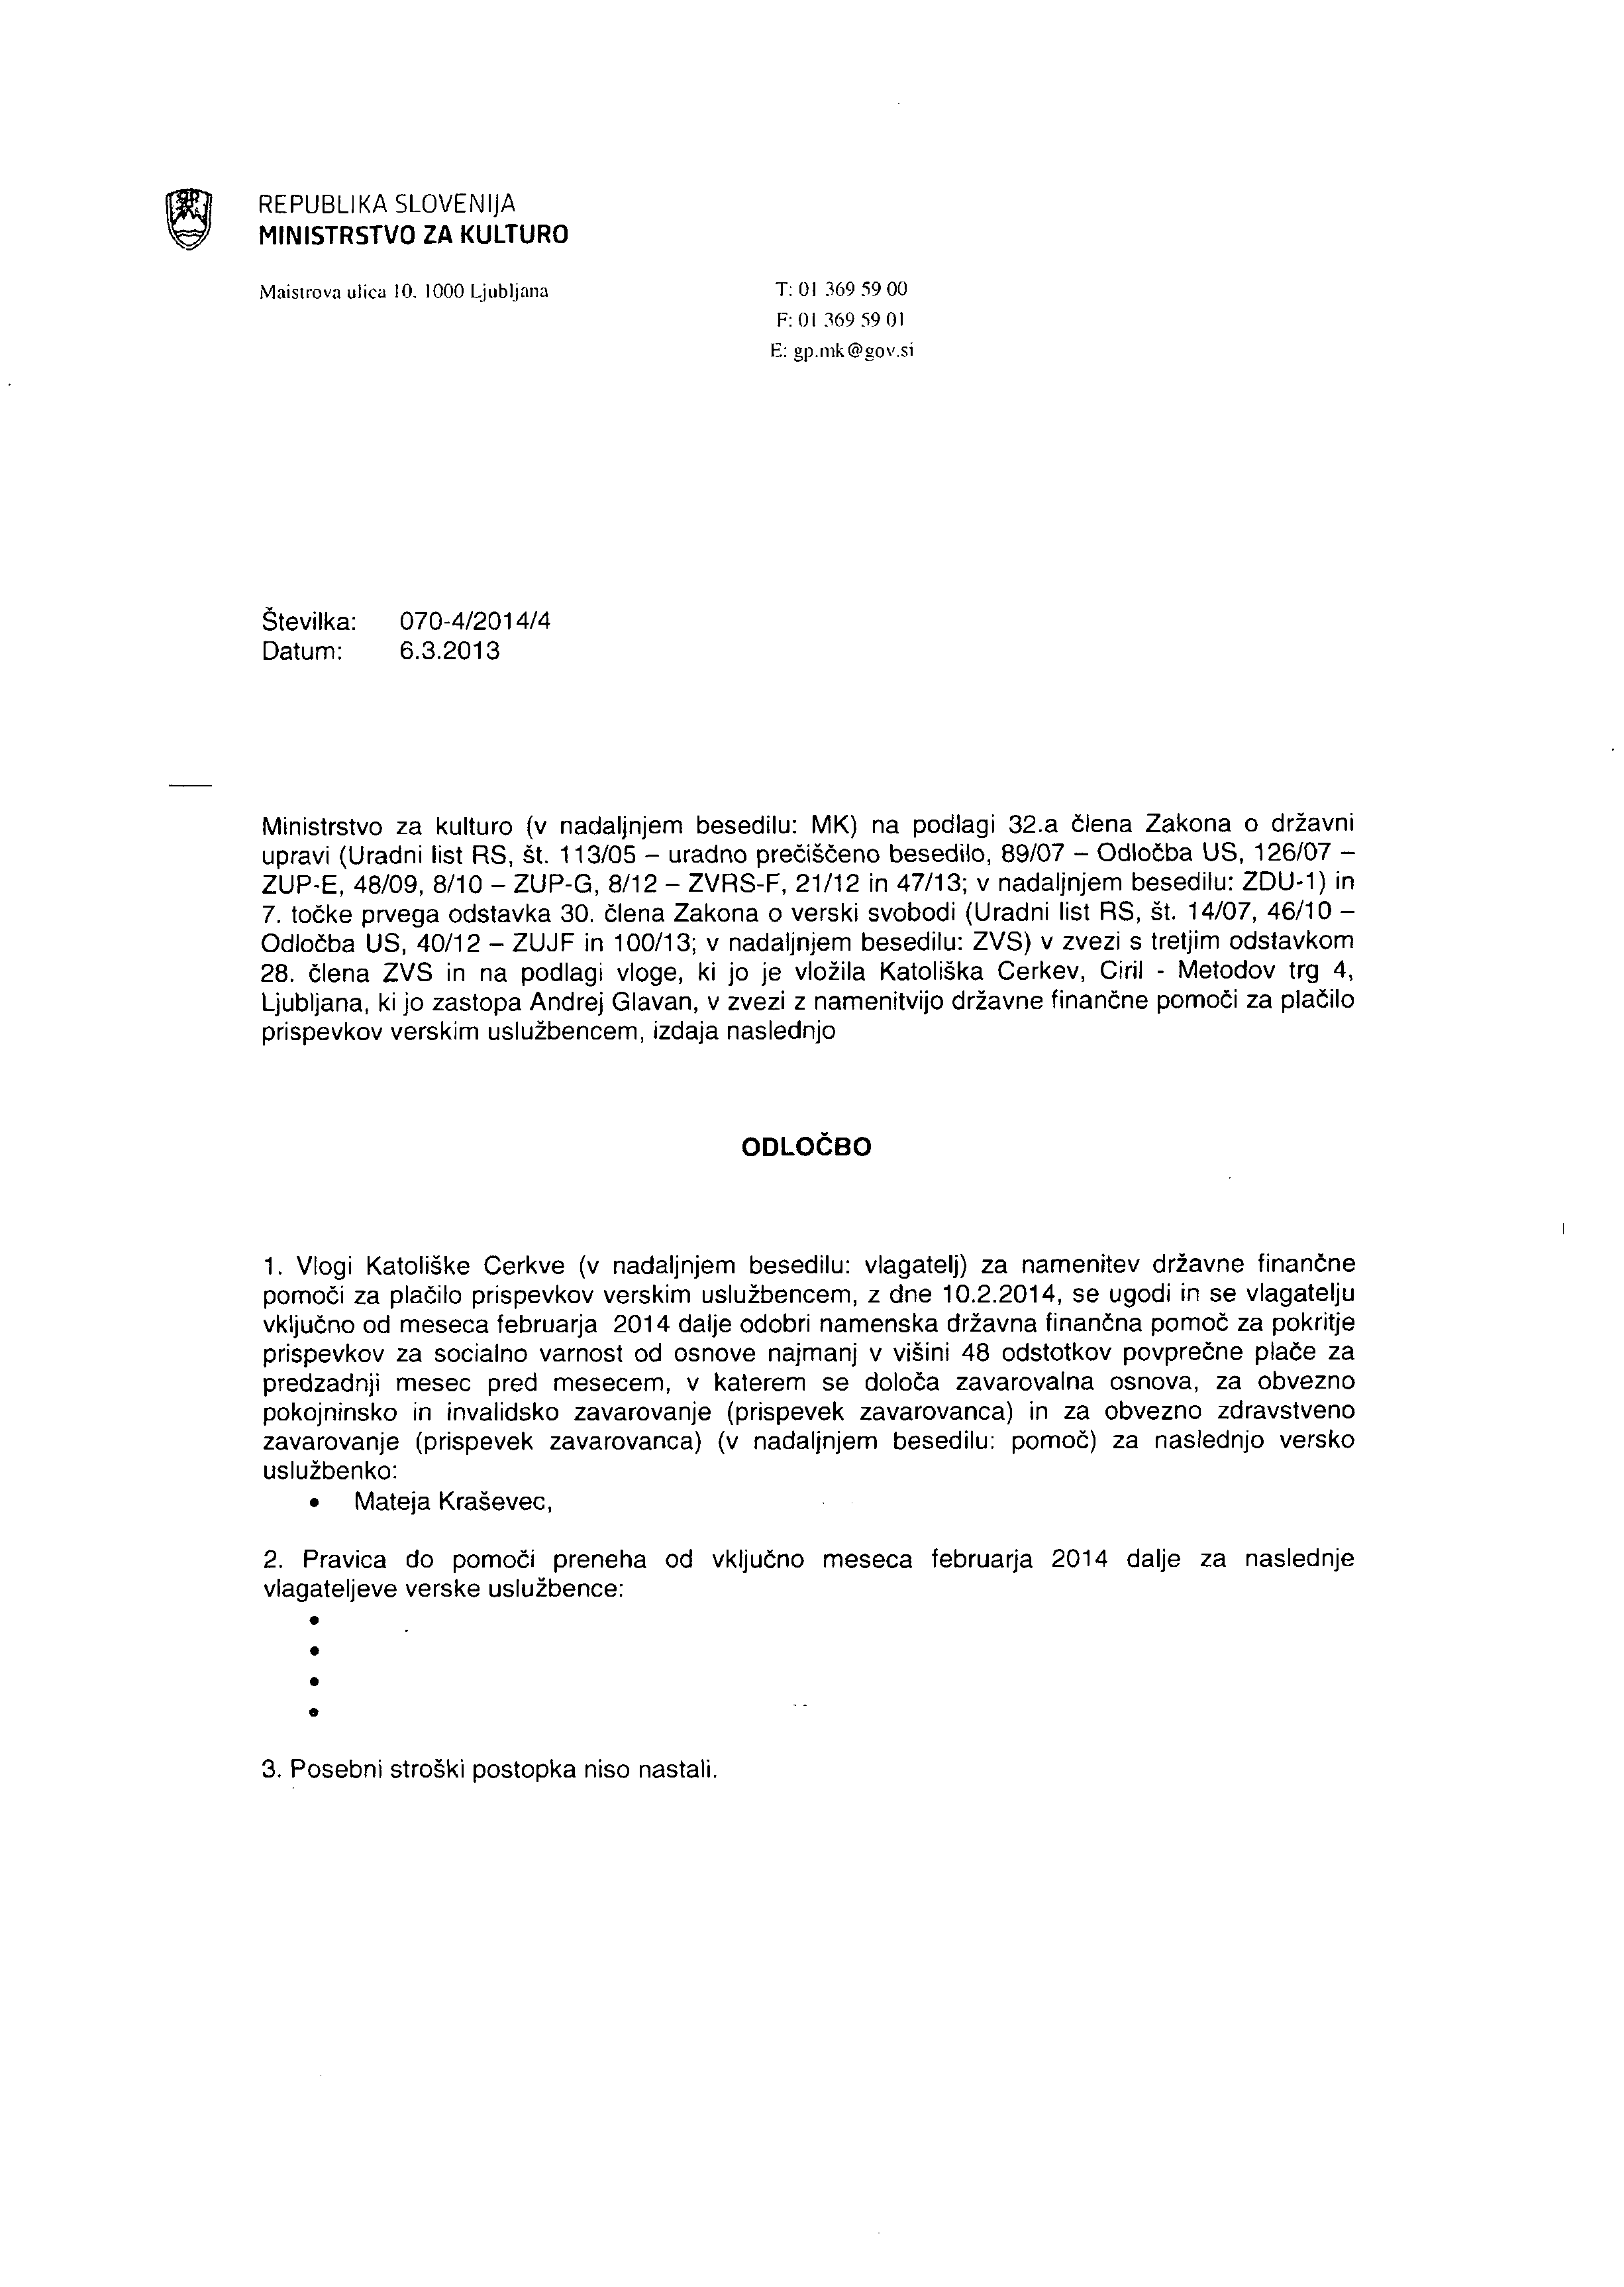 REPUBLIKA SLOVENIJA
MINISTRSTVO ZA KULTURO
Maistrova ulica 10, 1000 Ljubljana
T: 01 369 59 00
F: 01 369 59 01
E: gp.mk@gov.si
Številka: 070-4/2014/4
Datum: 6.3.2013
Ministrstvo za kulturo (v nadaljnjem besedilu: MK) na podlagi 32.a člena Zakona o državni
upravi (Uradni list RS, št. 113/05 – uradno prečiščeno besedilo, 89/07 – Odločba US, 126/07 –
ZUP-E, 48/09, 8/10 – ZUP-G, 8/12 – ZVRS-F, 21/12 in 47/13; v nadaljnjem besedilu: ZDU-1) in
7. točke prvega odstavka 30. člena Zakona o verski svobodi (Uradni list RS, št. 14/07, 46/10 –
Odločba US, 40/12 – ZUJF in 100/13; v nadaljnjem besedilu: ZVS) v zvezi s tretjim odstavkom
28. člena ZVS in na podlagi vloge, ki jo je vložila Katoliška Cerkev, Ciril - Metodov trg 4,
Ljubljana, ki jo zastopa Andrej Glavan, v zvezi z namenitvijo državne finančne pomoči za plačilo
prispevkov verskim uslužbencem, izdaja naslednjo
ODLOČBO
1. Vlogi Katoliške Cerkve (v nadaljnjem besedilu: vlagatelj) za namenitev državne finančne
pomoči za plačilo prispevkov verskim uslužbencem, z dne 10.2.2014, se ugodi in se vlagatelju
vključno od meseca februarja 2014 dalje odobri namenska državna finančna pomoč za pokritje
prispevkov za socialno varnost od osnove najmanj v višini 48 odstotkov povprečne plače za
predzadnji mesec pred mesecem, v katerem se določa zavarovalna osnova, za obvezno
pokojninsko in invalidsko zavarovanje (prispevek zavarovanca) in za obvezno zdravstveno
zavarovanje (prispevek zavarovanca) (v nadaljnjem besedilu: pomoč) za naslednjo versko
uslužbenko:
• Mateja Kraševec,
2. Pravica do pomoči preneha od vključno meseca februarja 2014 dalje za naslednje
vlagateljeve verske uslužbence:
•
•
•
•
3. Posebni stroški postopka niso nastali.